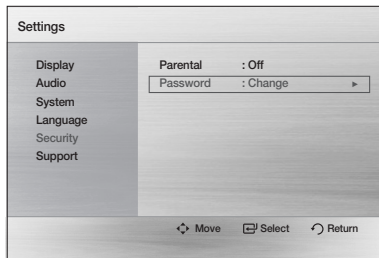 Settings
Display
Audio
System
Language
Security
Support
Parental : Off
Password : Change ►
Move Select Return